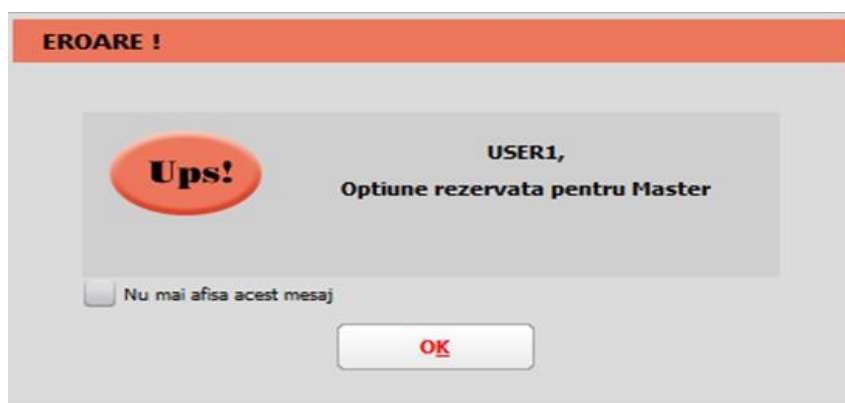 EROARE !
Ups!
USER1,
Optiune rezervata pentru Master
Nu mai afisa acest mesaj
OK